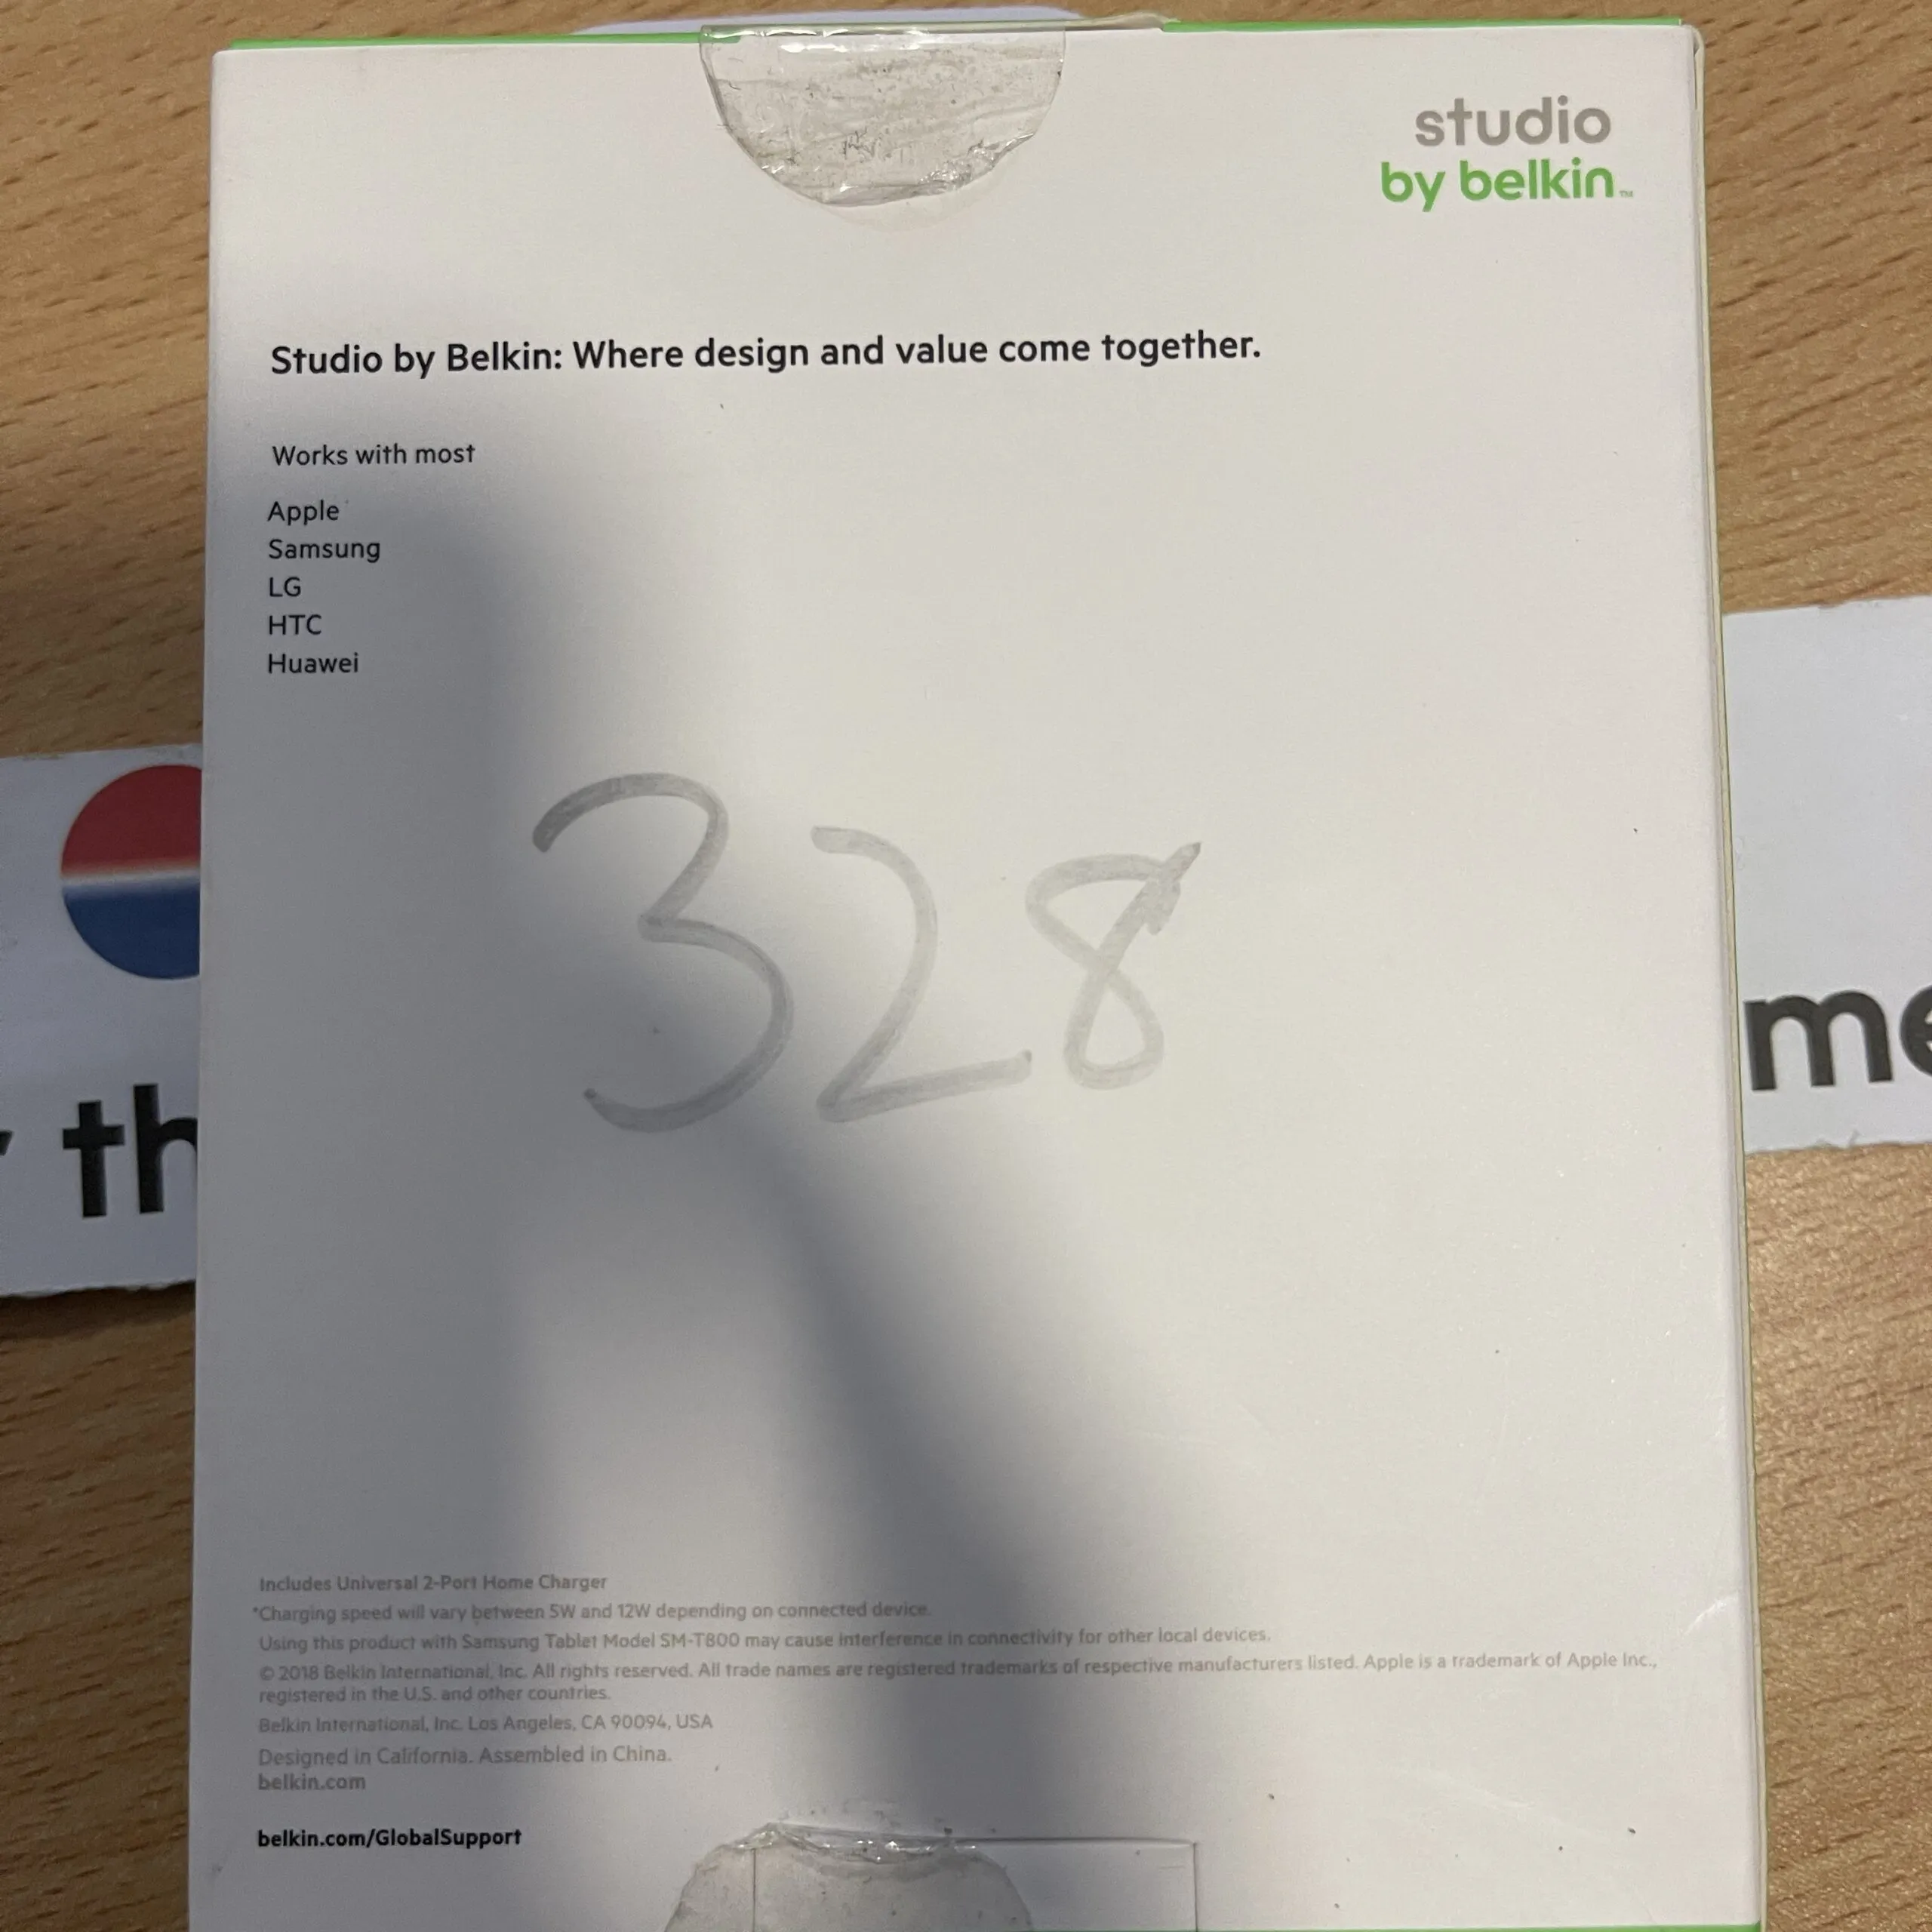 studio
by belkin™
Studio by Belkin: Where design and value come together.
Works with most
Apple
Samsung
LG
HTC
Huawei
328
th
me
Includes Universal 2-Port Home Charger
*Charging speed will vary between 5W and 12W depending on connected device.
Using this product with Samsung Tablet Model SM-T800 may cause interference in connectivity for other local devices.
© 2018 Belkin International, Inc. All rights reserved. All trade names are registered trademarks of respective manufacturers listed. Apple is a trademark of Apple Inc.,
registered in the U.S. and other countries.
Belkin International, Inc. Los Angeles, CA 90094, USA
Designed in California. Assembled in China.
belkin.com
belkin.com/GlobalSupport